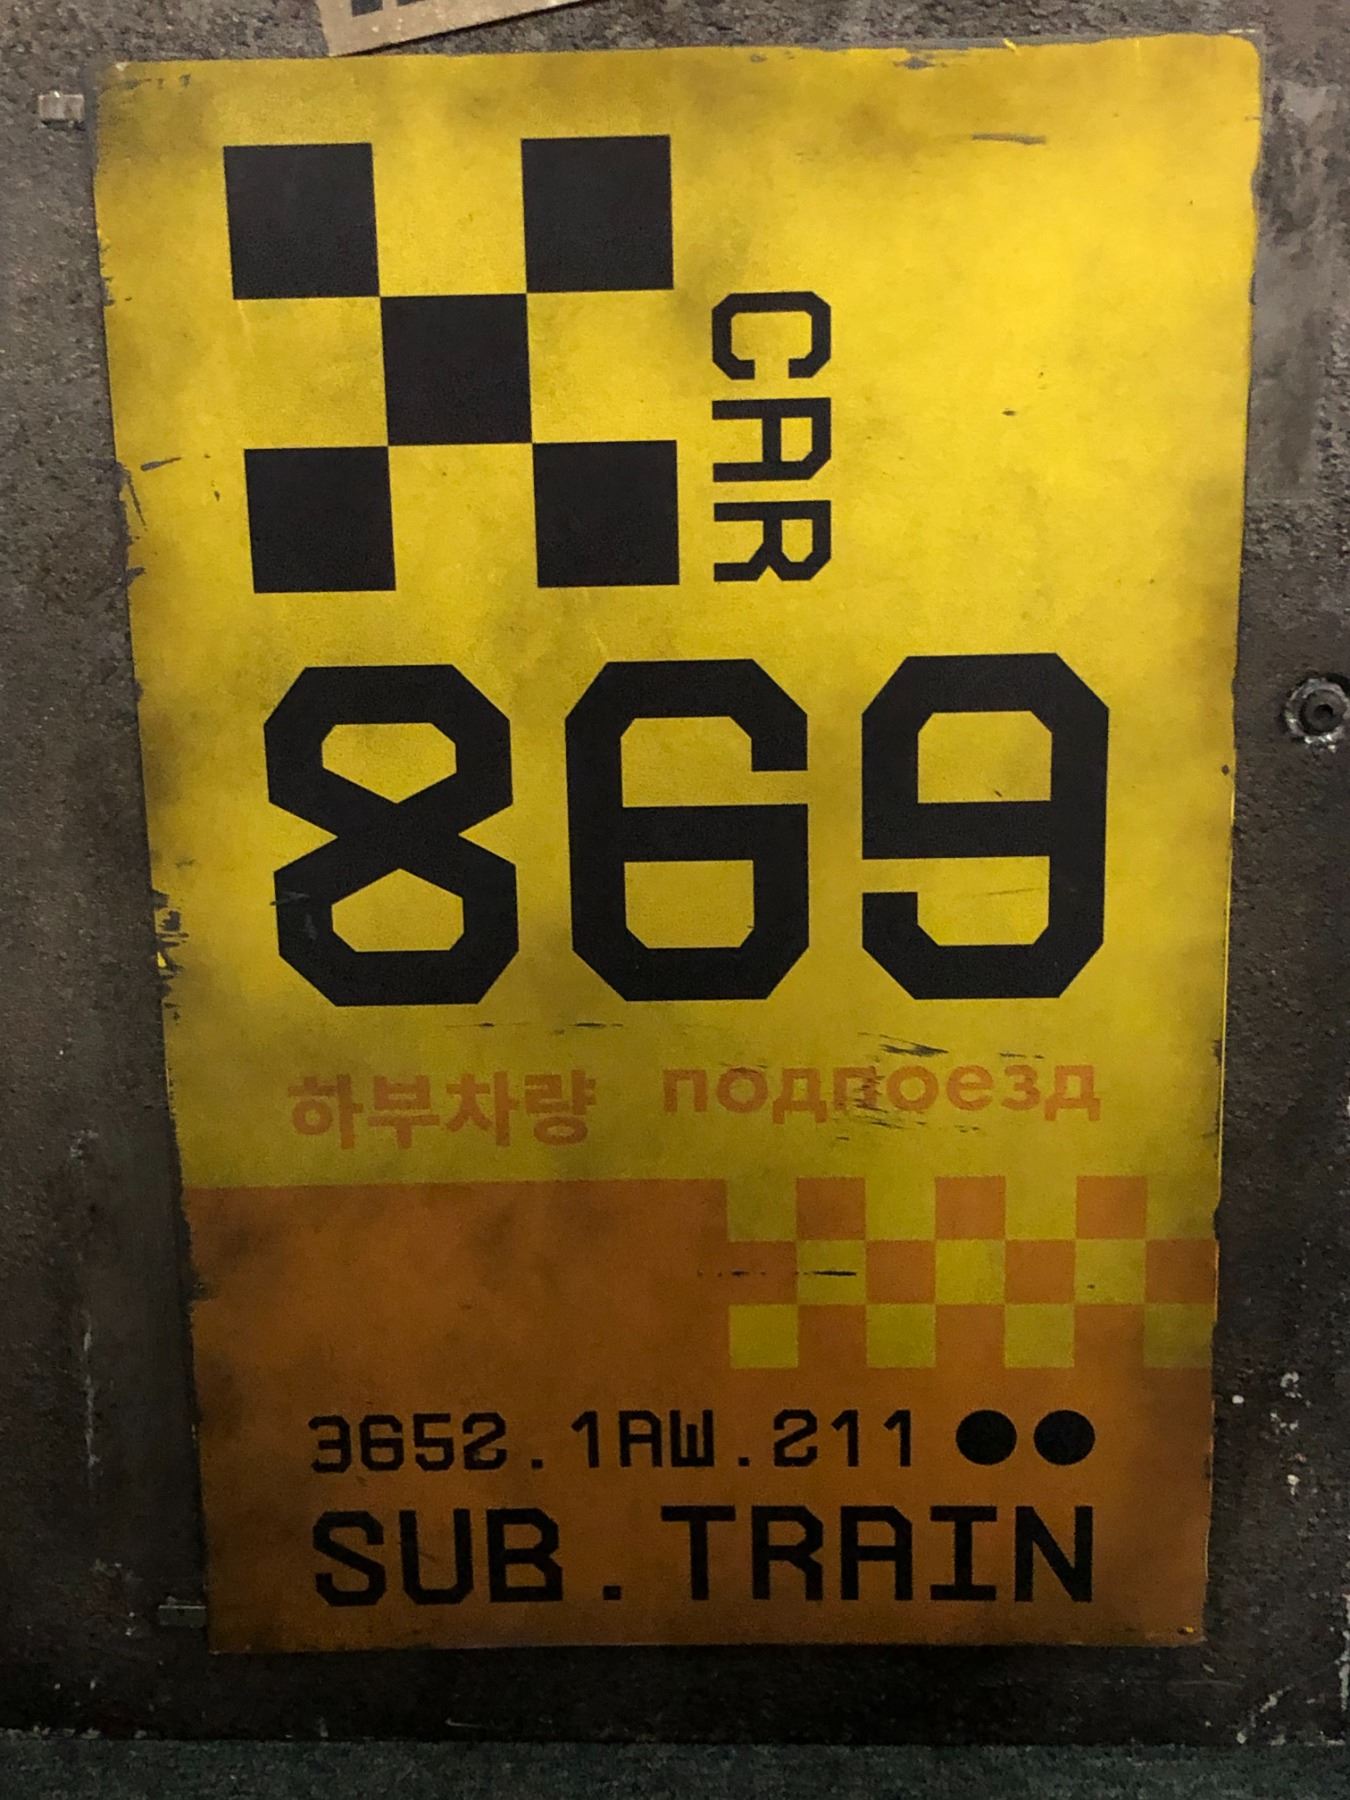 CAR
869
하부차량 подпоезд
3652.1AW.211
SUB.TRAIN